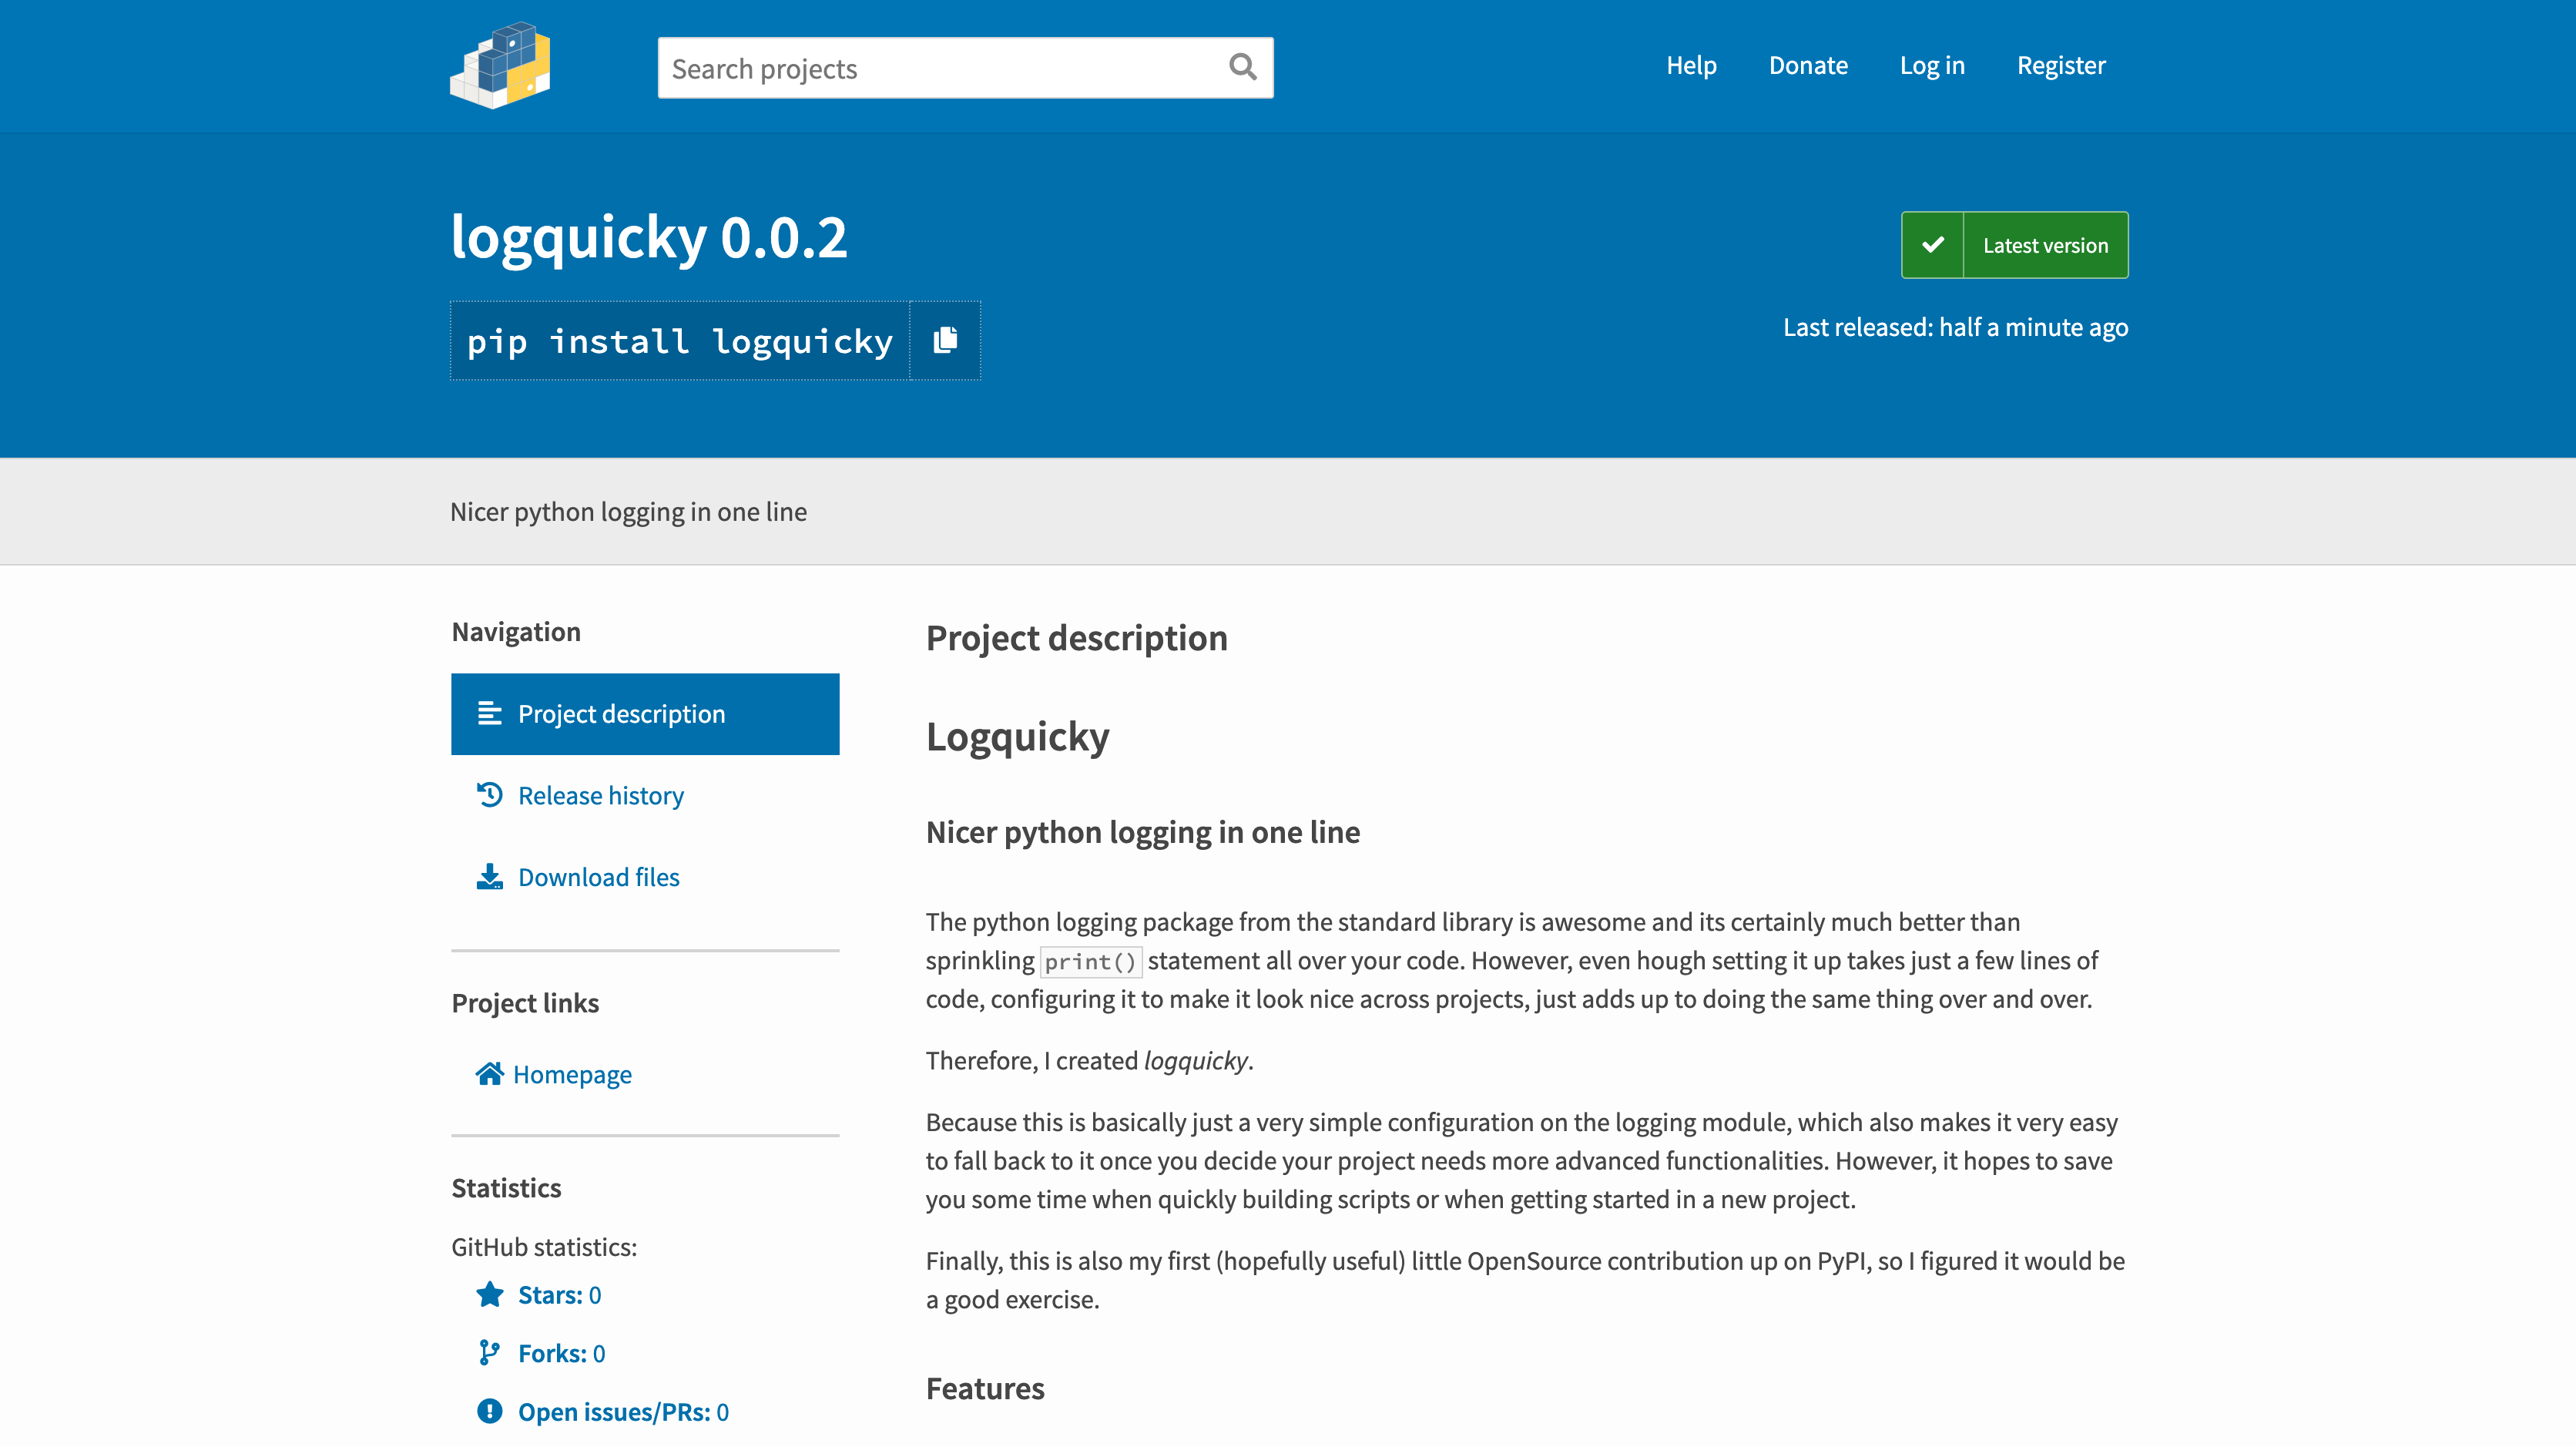 Search projects
Help
Donate
Log in
Register
logquicky 0.0.2
Latest version
pip install logquicky
Last released: half a minute ago
Nicer python logging in one line
Navigation
Project description
Release history
Download files
Project links
Homepage
Statistics
GitHub statistics:
Stars: 0
Forks: 0
Open issues/PRs: 0
Project description
Logquicky
Nicer python logging in one line
The python logging package from the standard library is awesome and its certainly much better than
sprinkling print() statement all over your code. However, even hough setting it up takes just a few lines of
code, configuring it to make it look nice across projects, just adds up to doing the same thing over and over.
Therefore, I created logquicky.
Because this is basically just a very simple configuration on the logging module, which also makes it very easy
to fall back to it once you decide your project needs more advanced functionalities. However, it hopes to save
you some time when quickly building scripts or when getting started in a new project.
Finally, this is also my first (hopefully useful) little OpenSource contribution up on PyPI, so I figured it would be
a good exercise.
Features